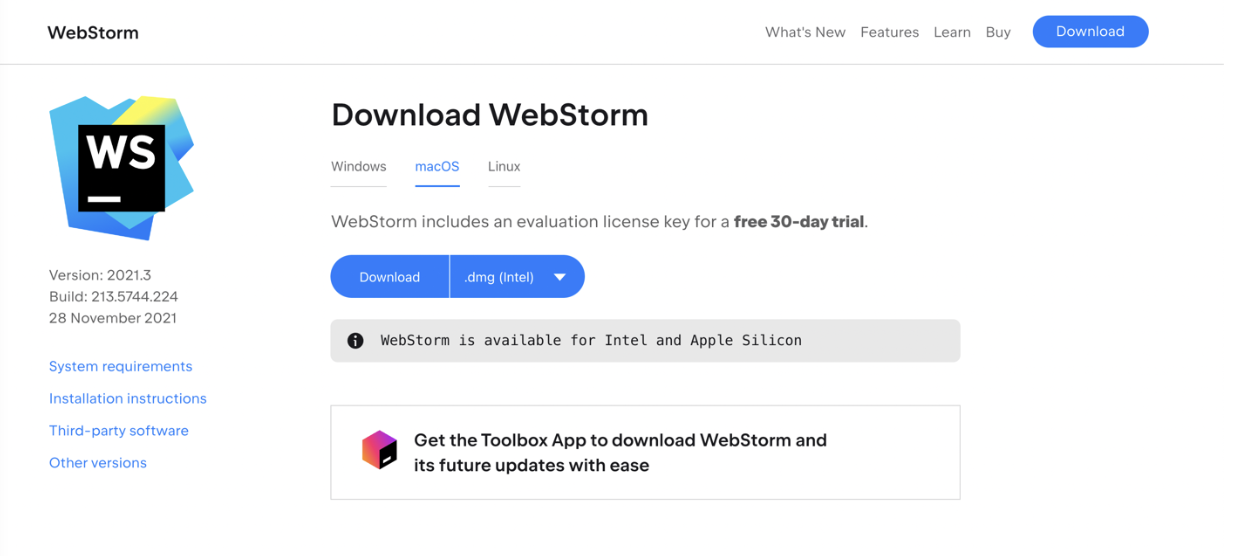 WebStorm
What's New Features Learn Buy Download
WS
Version: 2021.3
Build: 213.5744.224
28 November 2021
System requirements
Installation instructions
Third-party software
Other versions
Download WebStorm
Windows macOS Linux
WebStorm includes an evaluation license key for a free 30-day trial.
Download .dmg (Intel)
WebStorm is available for Intel and Apple Silicon
Get the Toolbox App to download WebStorm and
its future updates with ease